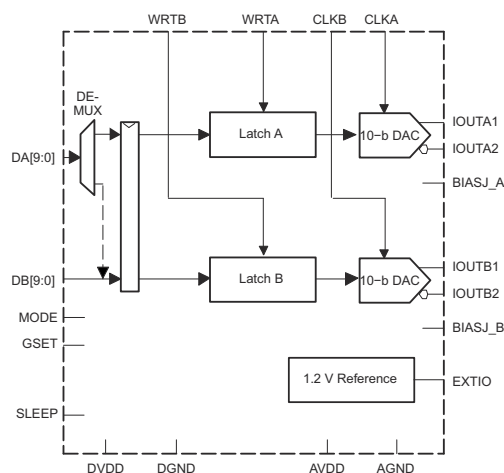 WRTB WRTA CLKB CLKA
DE-
MUX
DA[9:0]
Latch A
10−b DAC
IOUTA1
IOUTA2
BIASJ_A
DB[9:0]
Latch B
10−b DAC
IOUTB1
IOUTB2
BIASJ_B
MODE
GSET
1.2 V Reference
EXTIO
SLEEP
DVDD DGND AVDD AGND